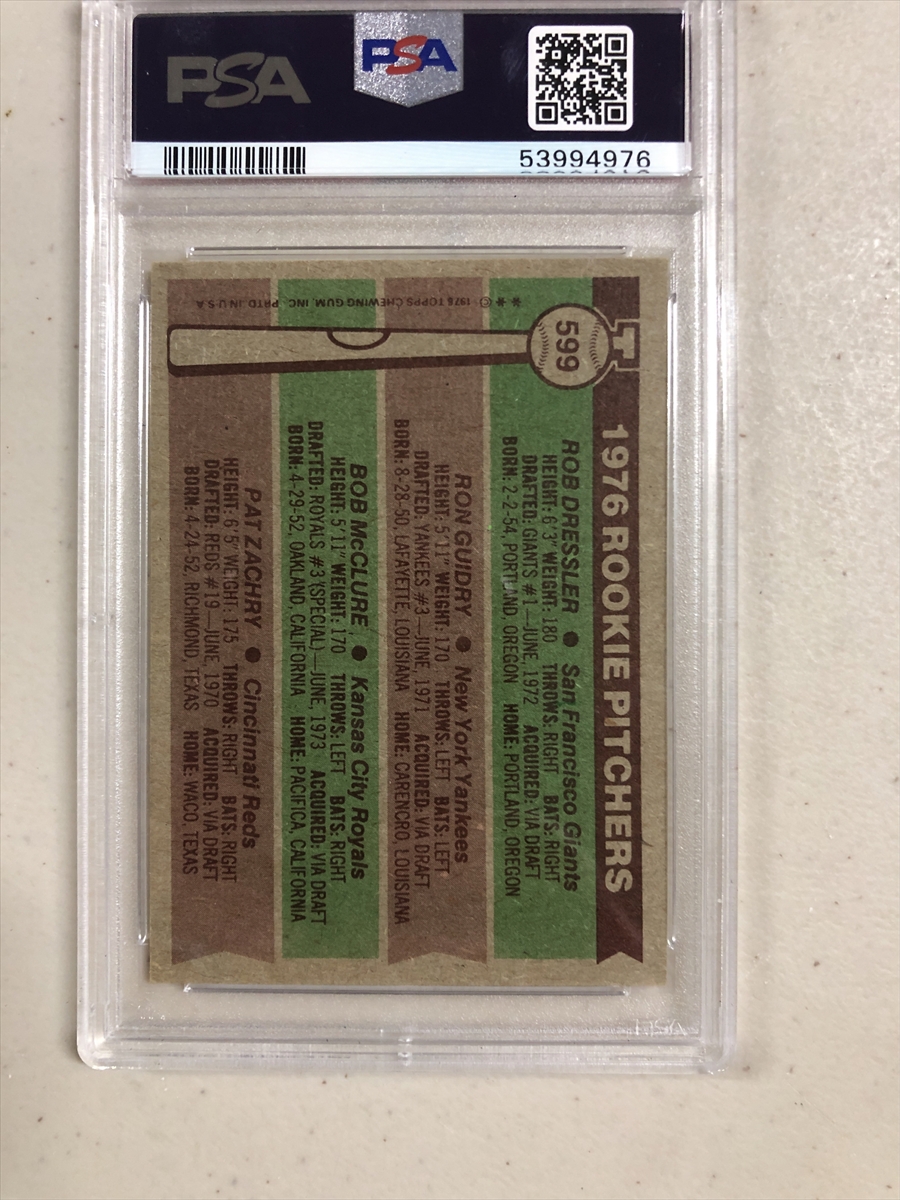 PSA
PSA
53994976
599
1976 ROOKIE PITCHERS
ROB DRESSLER ● San Francisco Giants
HEIGHT: 6'3" WEIGHT: 180 THROWS: RIGHT BATS: RIGHT
DRAFTED: GIANTS #1—JUNE, 1972 ACQUIRED: VIA DRAFT
BORN: 2-2-54, PORTLAND, OREGON HOME: PORTLAND, OREGON
RON GUIDRY ● New York Yankees
HEIGHT: 5'11" WEIGHT: 170 THROWS: LEFT BATS: LEFT
DRAFTED: YANKEES #3—JUNE, 1971 ACQUIRED: VIA DRAFT
BORN: 8-28-50, LAFAYETTE, LOUISIANA HOME: CARENCRO, LOUISIANA
BOB McCLURE ● Kansas City Royals
HEIGHT: 5'11" WEIGHT: 170 THROWS: LEFT BATS: RIGHT
DRAFTED: ROYALS #3 (SPECIAL)—JUNE, 1973 ACQUIRED: VIA DRAFT
BORN: 4-29-52, OAKLAND, CALIFORNIA HOME: PACIFICA, CALIFORNIA
PAT ZACHRY ● Cincinnati Reds
HEIGHT: 6'5" WEIGHT: 175 THROWS: RIGHT BATS: RIGHT
DRAFTED: REDS #19—JUNE, 1970 ACQUIRED: VIA DRAFT
BORN: 4-24-52, RICHMOND, TEXAS HOME: WACO, TEXAS
* * © 1976 TOPPS CHEWING GUM, INC. PRTD. IN U.S.A.